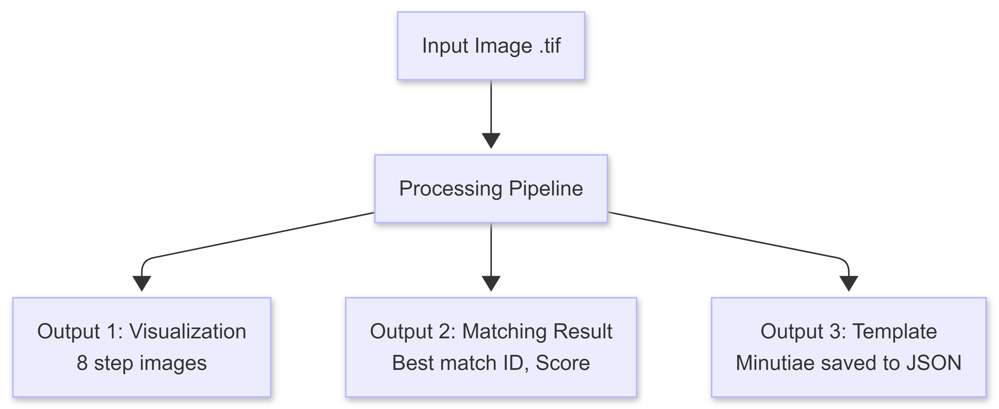 Input Image .tif
Processing Pipeline
Output 1: Visualization
8 step images
Output 2: Matching Result
Best match ID, Score
Output 3: Template
Minutiae saved to JSON